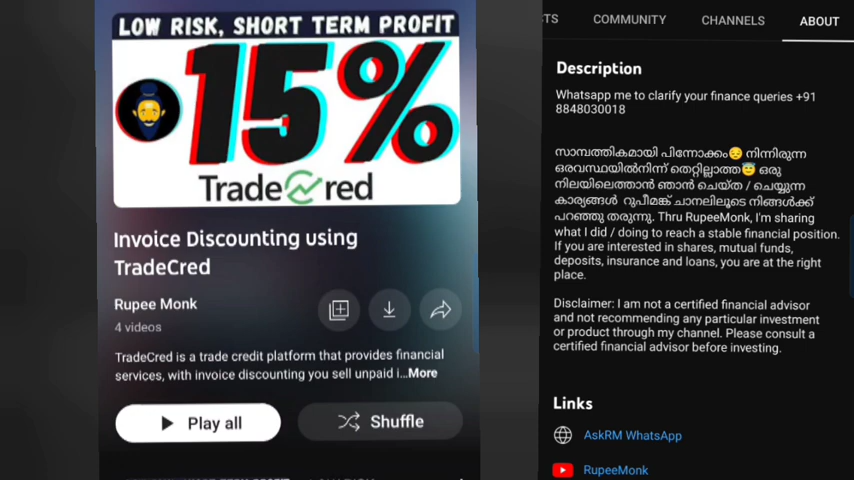 LOW RISK, SHORT TERM PROFIT
15%
TradeCred
Invoice Discounting using
TradeCred
Rupee Monk
4 videos
TradeCred is a trade credit platform that provides financial
services, with invoice discounting you sell unpaid i...More
Play all
Shuffle
TS
COMMUNITY
CHANNELS
ABOUT
Description
Whatsapp me to clarify your finance queries +91
8848030018
സാമ്പത്തികമായി പിന്നോക്കം😔 നിന്നിരുന്ന
ഒരവസ്ഥയിൽനിന്ന് തെറ്റില്ലാത്ത😇 ഒരു
നിലയിലെത്താൻ ഞാൻ ചെയ്ത / ചെയ്യുന്ന
കാര്യങ്ങൾ റുപീമങ്ക് ചാനലിലൂടെ നിങ്ങൾക്ക്
പറഞ്ഞു തരുന്നു. Thru RupeeMonk, I'm sharing
what I did / doing to reach a stable financial position.
If you are interested in shares, mutual funds,
deposits, insurance and loans, you are at the right
place.
Disclaimer: I am not a certified financial advisor
and not recommending any particular investment
or product through my channel. Please consult a
certified financial advisor before investing.
Links
AskRM WhatsApp
RupeeMonk